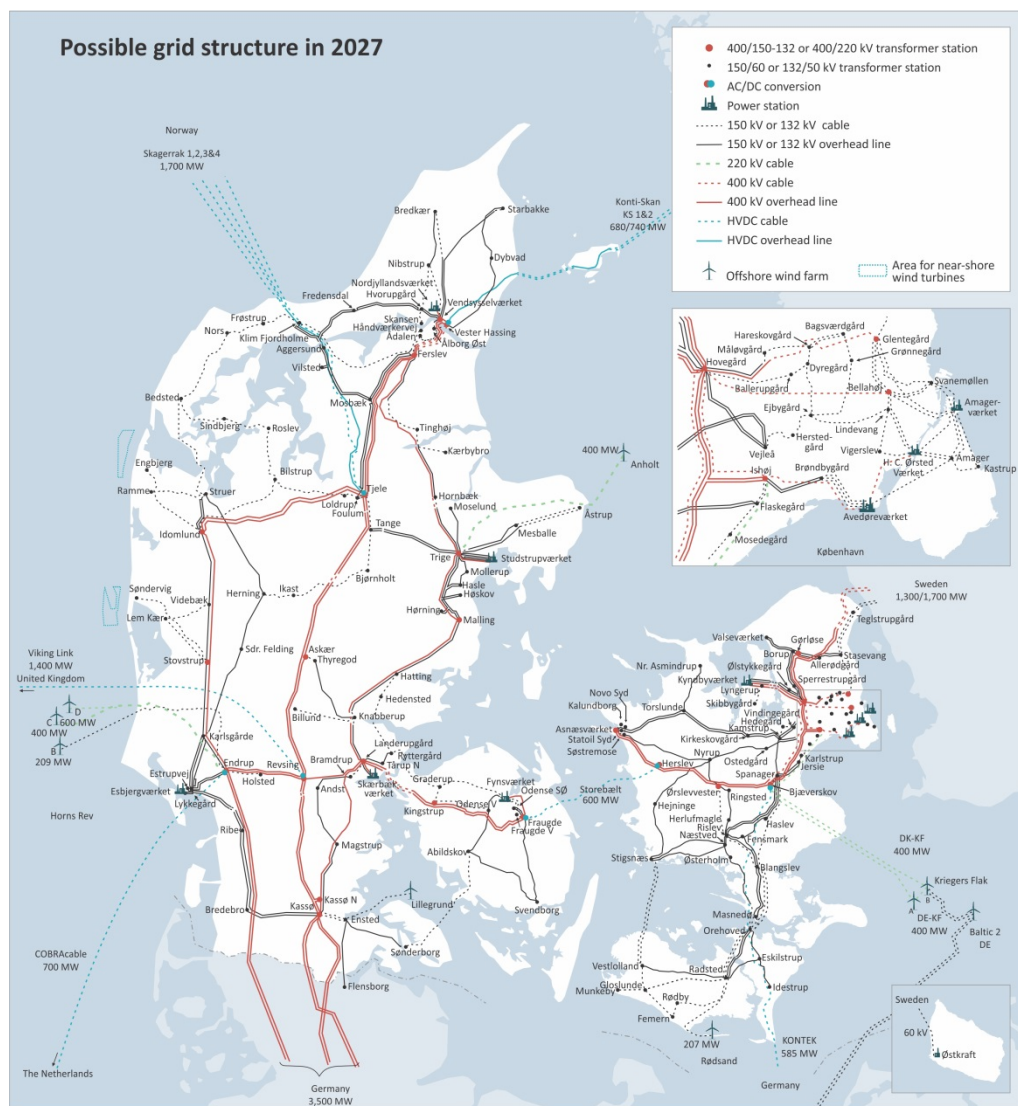 Possible grid structure in 2027
400/150-132 or 400/220 kV transformer station
150/60 or 132/50 kV transformer station
AC/DC conversion
Power station
150 kV or 132 kV cable
150 kV or 132 kV overhead line
220 kV cable
400 kV cable
400 kV overhead line
HVDC cable
HVDC overhead line
Offshore wind farm
Area for near-shore
wind turbines
Norway
Skagerrak 1,2,3&4
1,700 MW
Konti-Skan
KS 1&2
680/740 MW
Bredkær
Starbakke
Dybvad
Nibstrup
Nordjyllandsværket
Hvorupgård
Vendsysselværket
Fredensdal
Skansen
Håndværkervej
Ådalen
Vester Hassing
Ålborg Øst
Ferslev
Frøstrup
Nors
Klim Fjordholme
Aggersund
Vilsted
Mosbæk
Bedsted
Sindbjerg
Roslev
Tinghøj
Kærbybro
400 MW
Anholt
Engbjerg
Ramme
Struer
Bilstrup
Tjele
Loldrup
Foulum
Hornbæk
Moselund
Idomlund
Tange
Mesballe
Åstrup
Trige
Studstrupværket
Bjørnholt
Mollerup
Hasle
Høskov
Hørning
Malling
Søndervig
Videbæk
Herning
Ikast
Lem Kær
Stovstrup
Sdr. Felding
Askær
Thyregod
Hatting
Hedensted
Billund
Knabberup
Viking Link
1,400 MW
United Kingdom
D
C
600 MW
400 MW
B
209 MW
Karlsgårde
Endrup
Holsted
Revsing
Bramdrup
Landerupgård
Ryttergård
Tårup N
Estrupvej
Esbjergværket
Lykkegård
Andst
Skærbæk-
værket
Graderup
Kingstrup
Fynsværket
Odense SØ
Odense V
Fraugde
Fraugde V
Horns Rev
Ribe
Magstrup
Abildskov
Svendborg
Bredebro
Kassø N
Kassø
Ensted
Lillegrund
Sønderborg
Flensborg
COBRAcable
700 MW
The Netherlands
Germany
3,500 MW
Storebælt
600 MW
Hareskovgård
Bagsværdgård
Glentegård
Grønnegård
Måløvgård
Hovegård
Dyregård
Ballerupgård
Bellahøj
Svanemøllen
Amager-
værket
Ejbygård
Lindevang
Hersted-
gård
Vejleå
Vigerslev
H. C. Ørsted
Værket
Amager
Kastrup
Ishøj
Brøndbygård
Flaskegård
Avedøreværket
Mosedegård
København
Sweden
1,300/1,700 MW
Teglstrupgård
Valseværket
Gørløse
Borup
Stasevang
Allerødgård
Nr. Asmindrup
Ølstykkegård
Kyndbyværket
Sperrestrupgård
Lyngerup
Novo Syd
Kalundborg
Torslunde
Skibbygård
Vindingegård
Hedegård
Kamstrup
Asnæsværket
Statoil Syd
Søstremose
Kirkeskovgård
Nyrup
Ostedgård
Herslev
Karlstrup
Jersie
Spanager
Ørslevvester
Ringsted
Bjæverskov
Hejninge
Herlufmagle
Rislev
Næstved
Haslev
Fensmark
Stigsnæs
Østerholm
Blangslev
DK-KF
400 MW
Kriegers Flak
B
A
DE-KF
400 MW
Baltic 2
DE
Masnedø
Orehoved
Vestlolland
Eskilstrup
Radsted
Gloslunde
Munkeby
Idestrup
Rødby
Femern
207 MW
Rødsand
KONTEK
585 MW
Germany
Sweden
60 kV
Østkraft